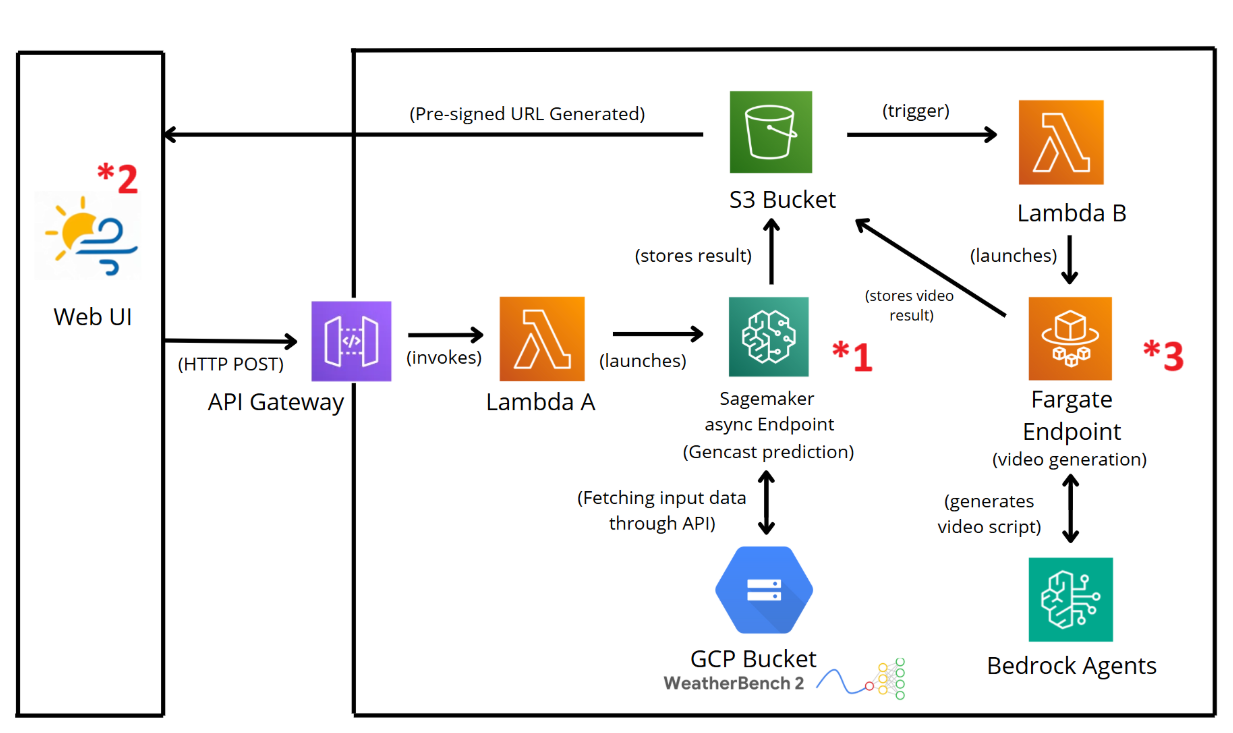 (Pre-signed URL Generated)
(trigger)
*2
S3 Bucket
Lambda B
(stores result)
(launches)
(stores video
result)
Web UI
(HTTP POST)
(invokes)
(launches)
*1
*3
API Gateway
Lambda A
Sagemaker
async Endpoint
(Gencast prediction)
Fargate
Endpoint
(video generation)
(Fetching input data
through API)
(generates
video script)
</>
GCP Bucket
WeatherBench 2
Bedrock Agents